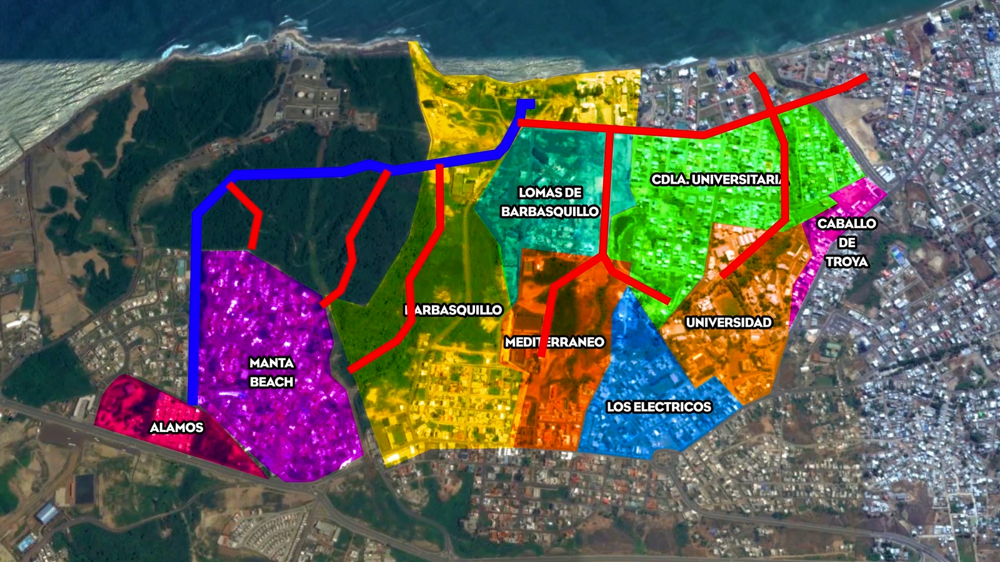 CDLA. UNIVERSITARIA
LOMAS DE
BARBASQUILLO
CABALLO
DE
TROYA
BARBASQUILLO
UNIVERSIDAD
MEDITERRANEO
MANTA
BEACH
LOS ELECTRICOS
ALAMOS